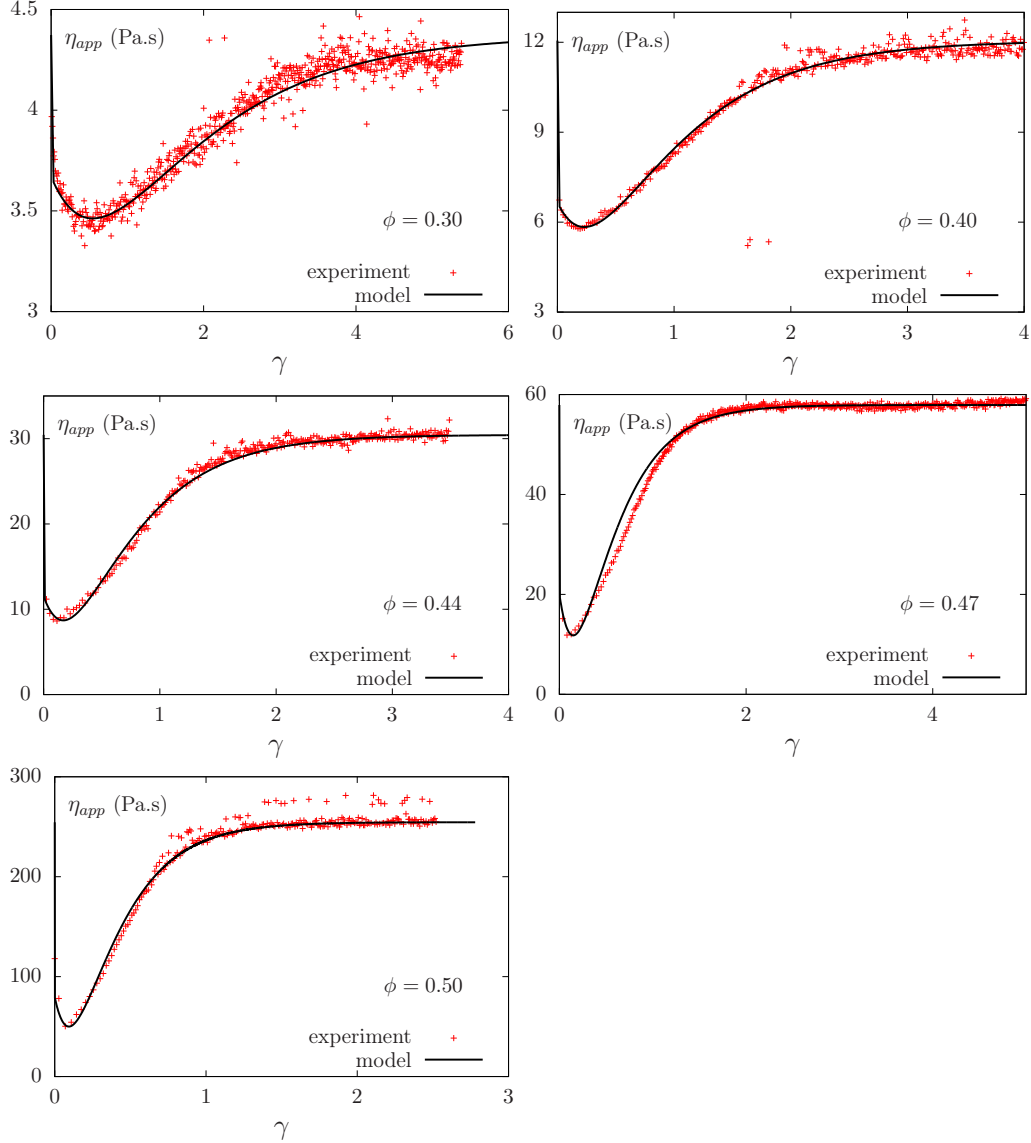 4.5
η_app (Pa.s)
4
3.5
ϕ = 0.30
experiment
model
3
0 2 4 6
γ
12
η_app (Pa.s)
9
6
ϕ = 0.40
experiment
model
3
0 1 2 3 4
γ
30
η_app (Pa.s)
20
10
ϕ = 0.44
experiment
model
0
0 1 2 3 4
γ
60
η_app (Pa.s)
40
20
ϕ = 0.47
experiment
model
0
0 2 4
γ
300
η_app (Pa.s)
200
100
ϕ = 0.50
experiment
model
0
0 1 2 3
γ